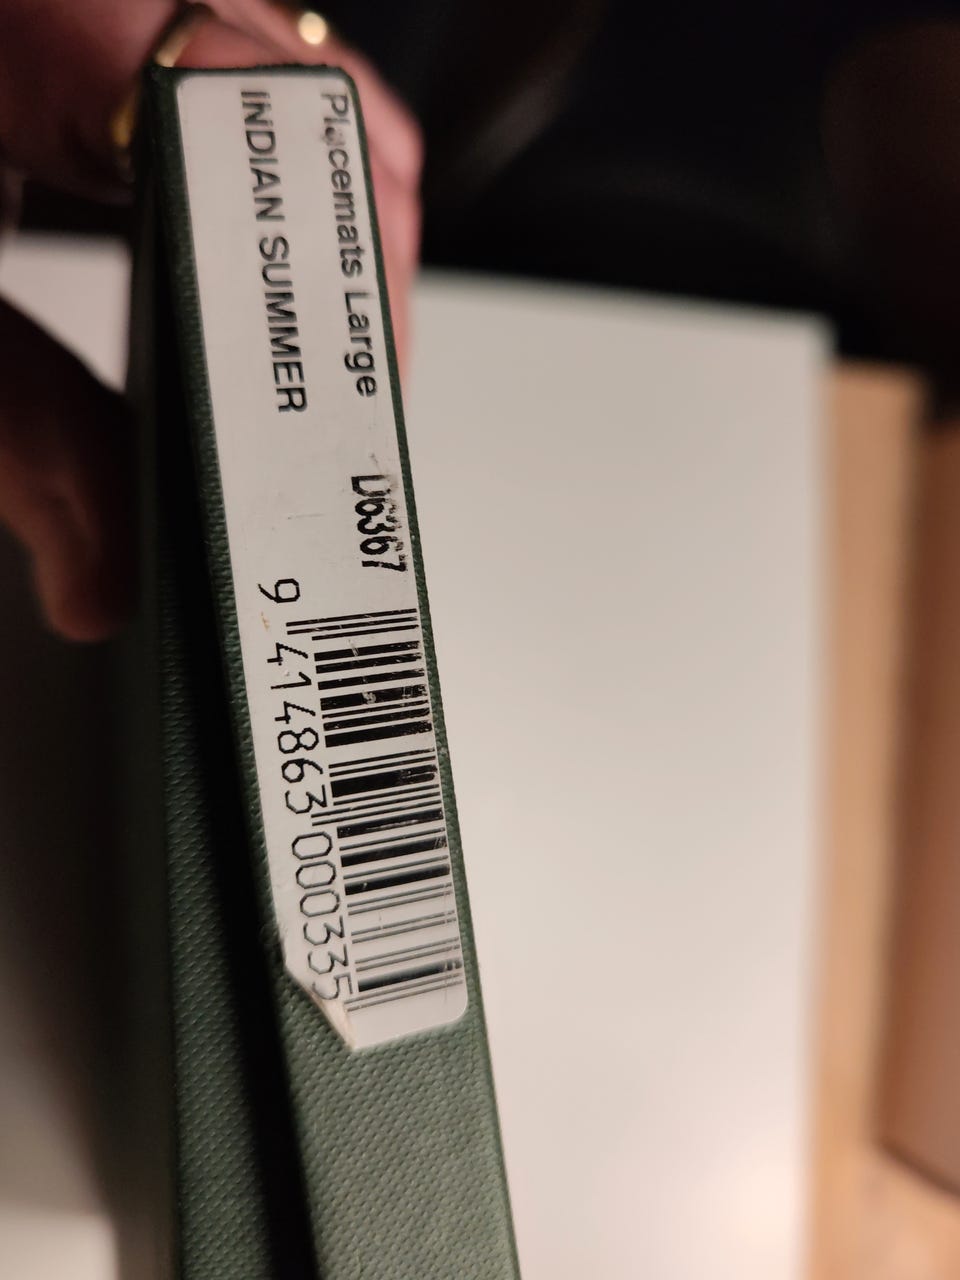 Placemats Large D6367
INDIAN SUMMER
9 414863 000335